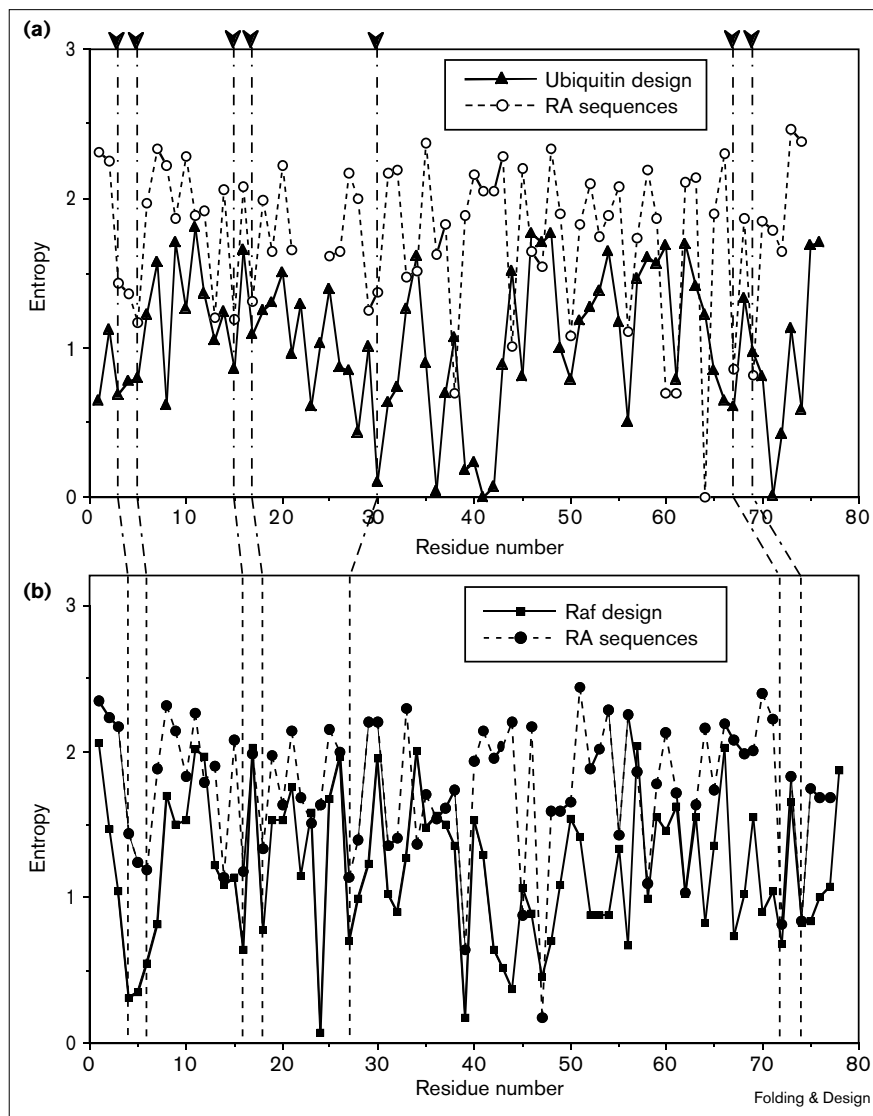 (a)
3
2
1
0
Entropy
Ubiquitin design
RA sequences
0 10 20 30 40 50 60 70 80
Residue number
(b)
3
2
1
0
Entropy
Raf design
RA sequences
0 10 20 30 40 50 60 70 80
Residue number
Folding & Design